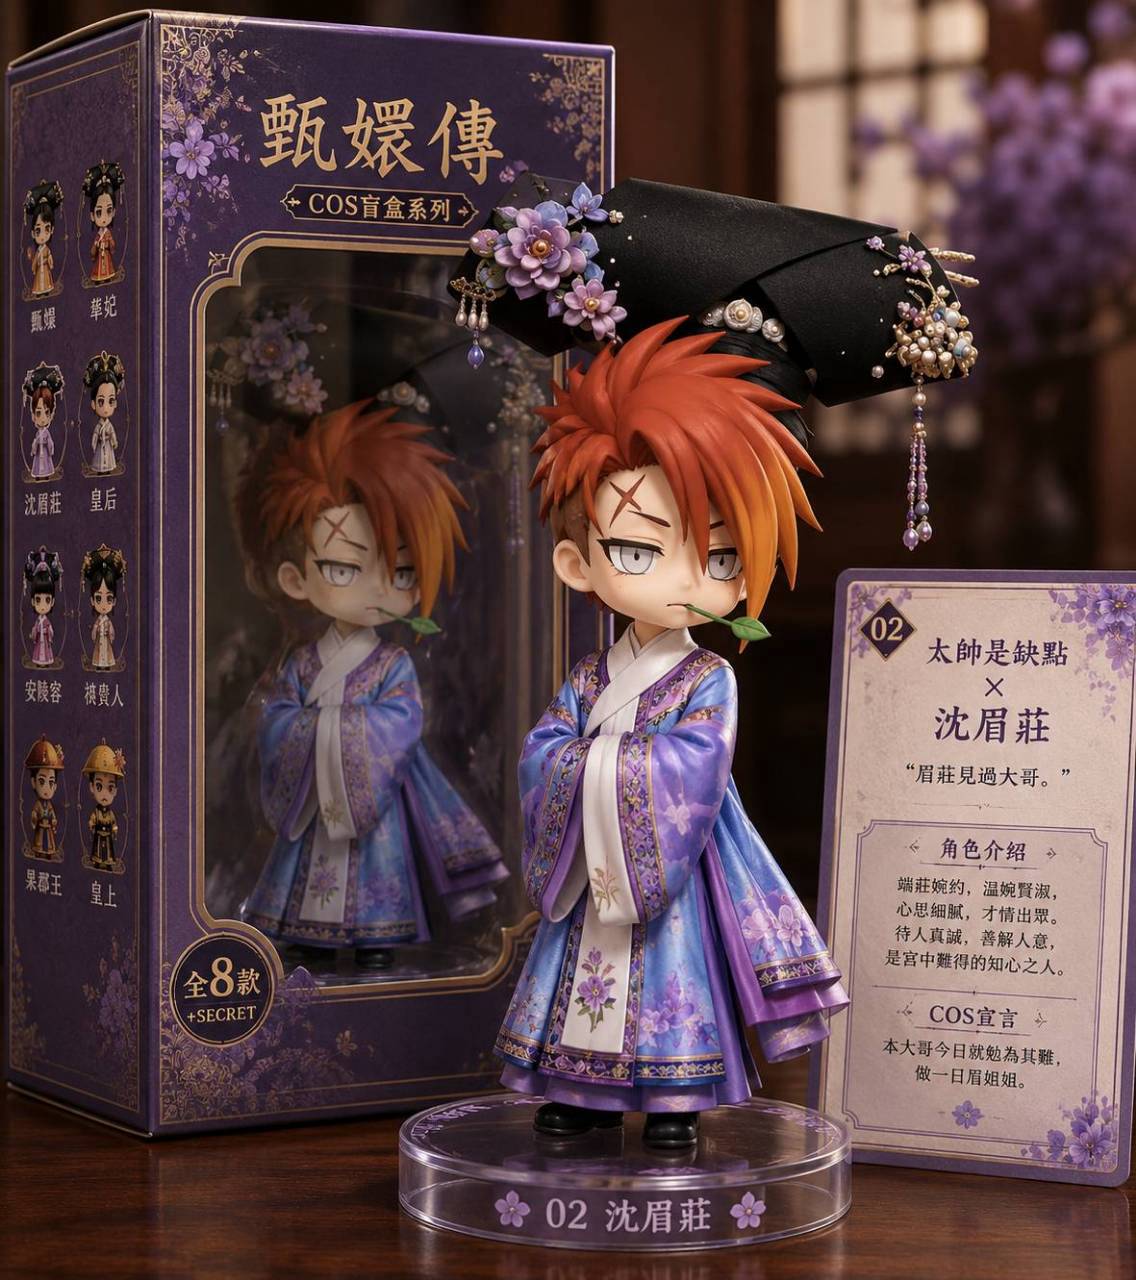 甄嬛傳
COS盲盒系列
甄嬛
華妃
沈眉莊
皇后
安陵容
祺貴人
果郡王
皇上
全8款
+SECRET
02
太帥是缺點
×
沈眉莊
“眉莊見過大哥。”
角色介紹
端莊婉約，温婉賢淑，
心思細膩，才情出眾。
待人真誠，善解人意，
是宮中難得的知心之人。
COS宣言
本大哥今日就勉為其難，
做一日眉姐姐。
02 沈眉莊